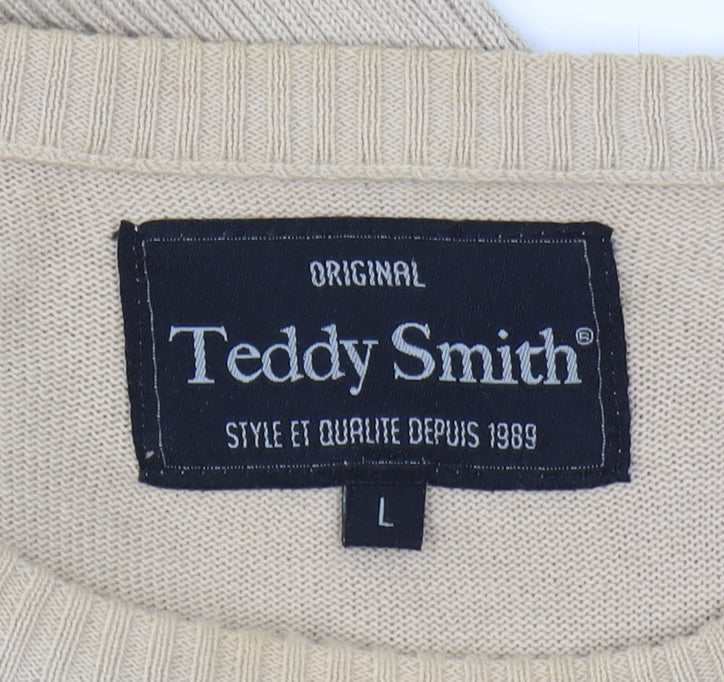 ORIGINAL
Teddy Smith®
STYLE ET QUALITE DEPUIS 1989
L